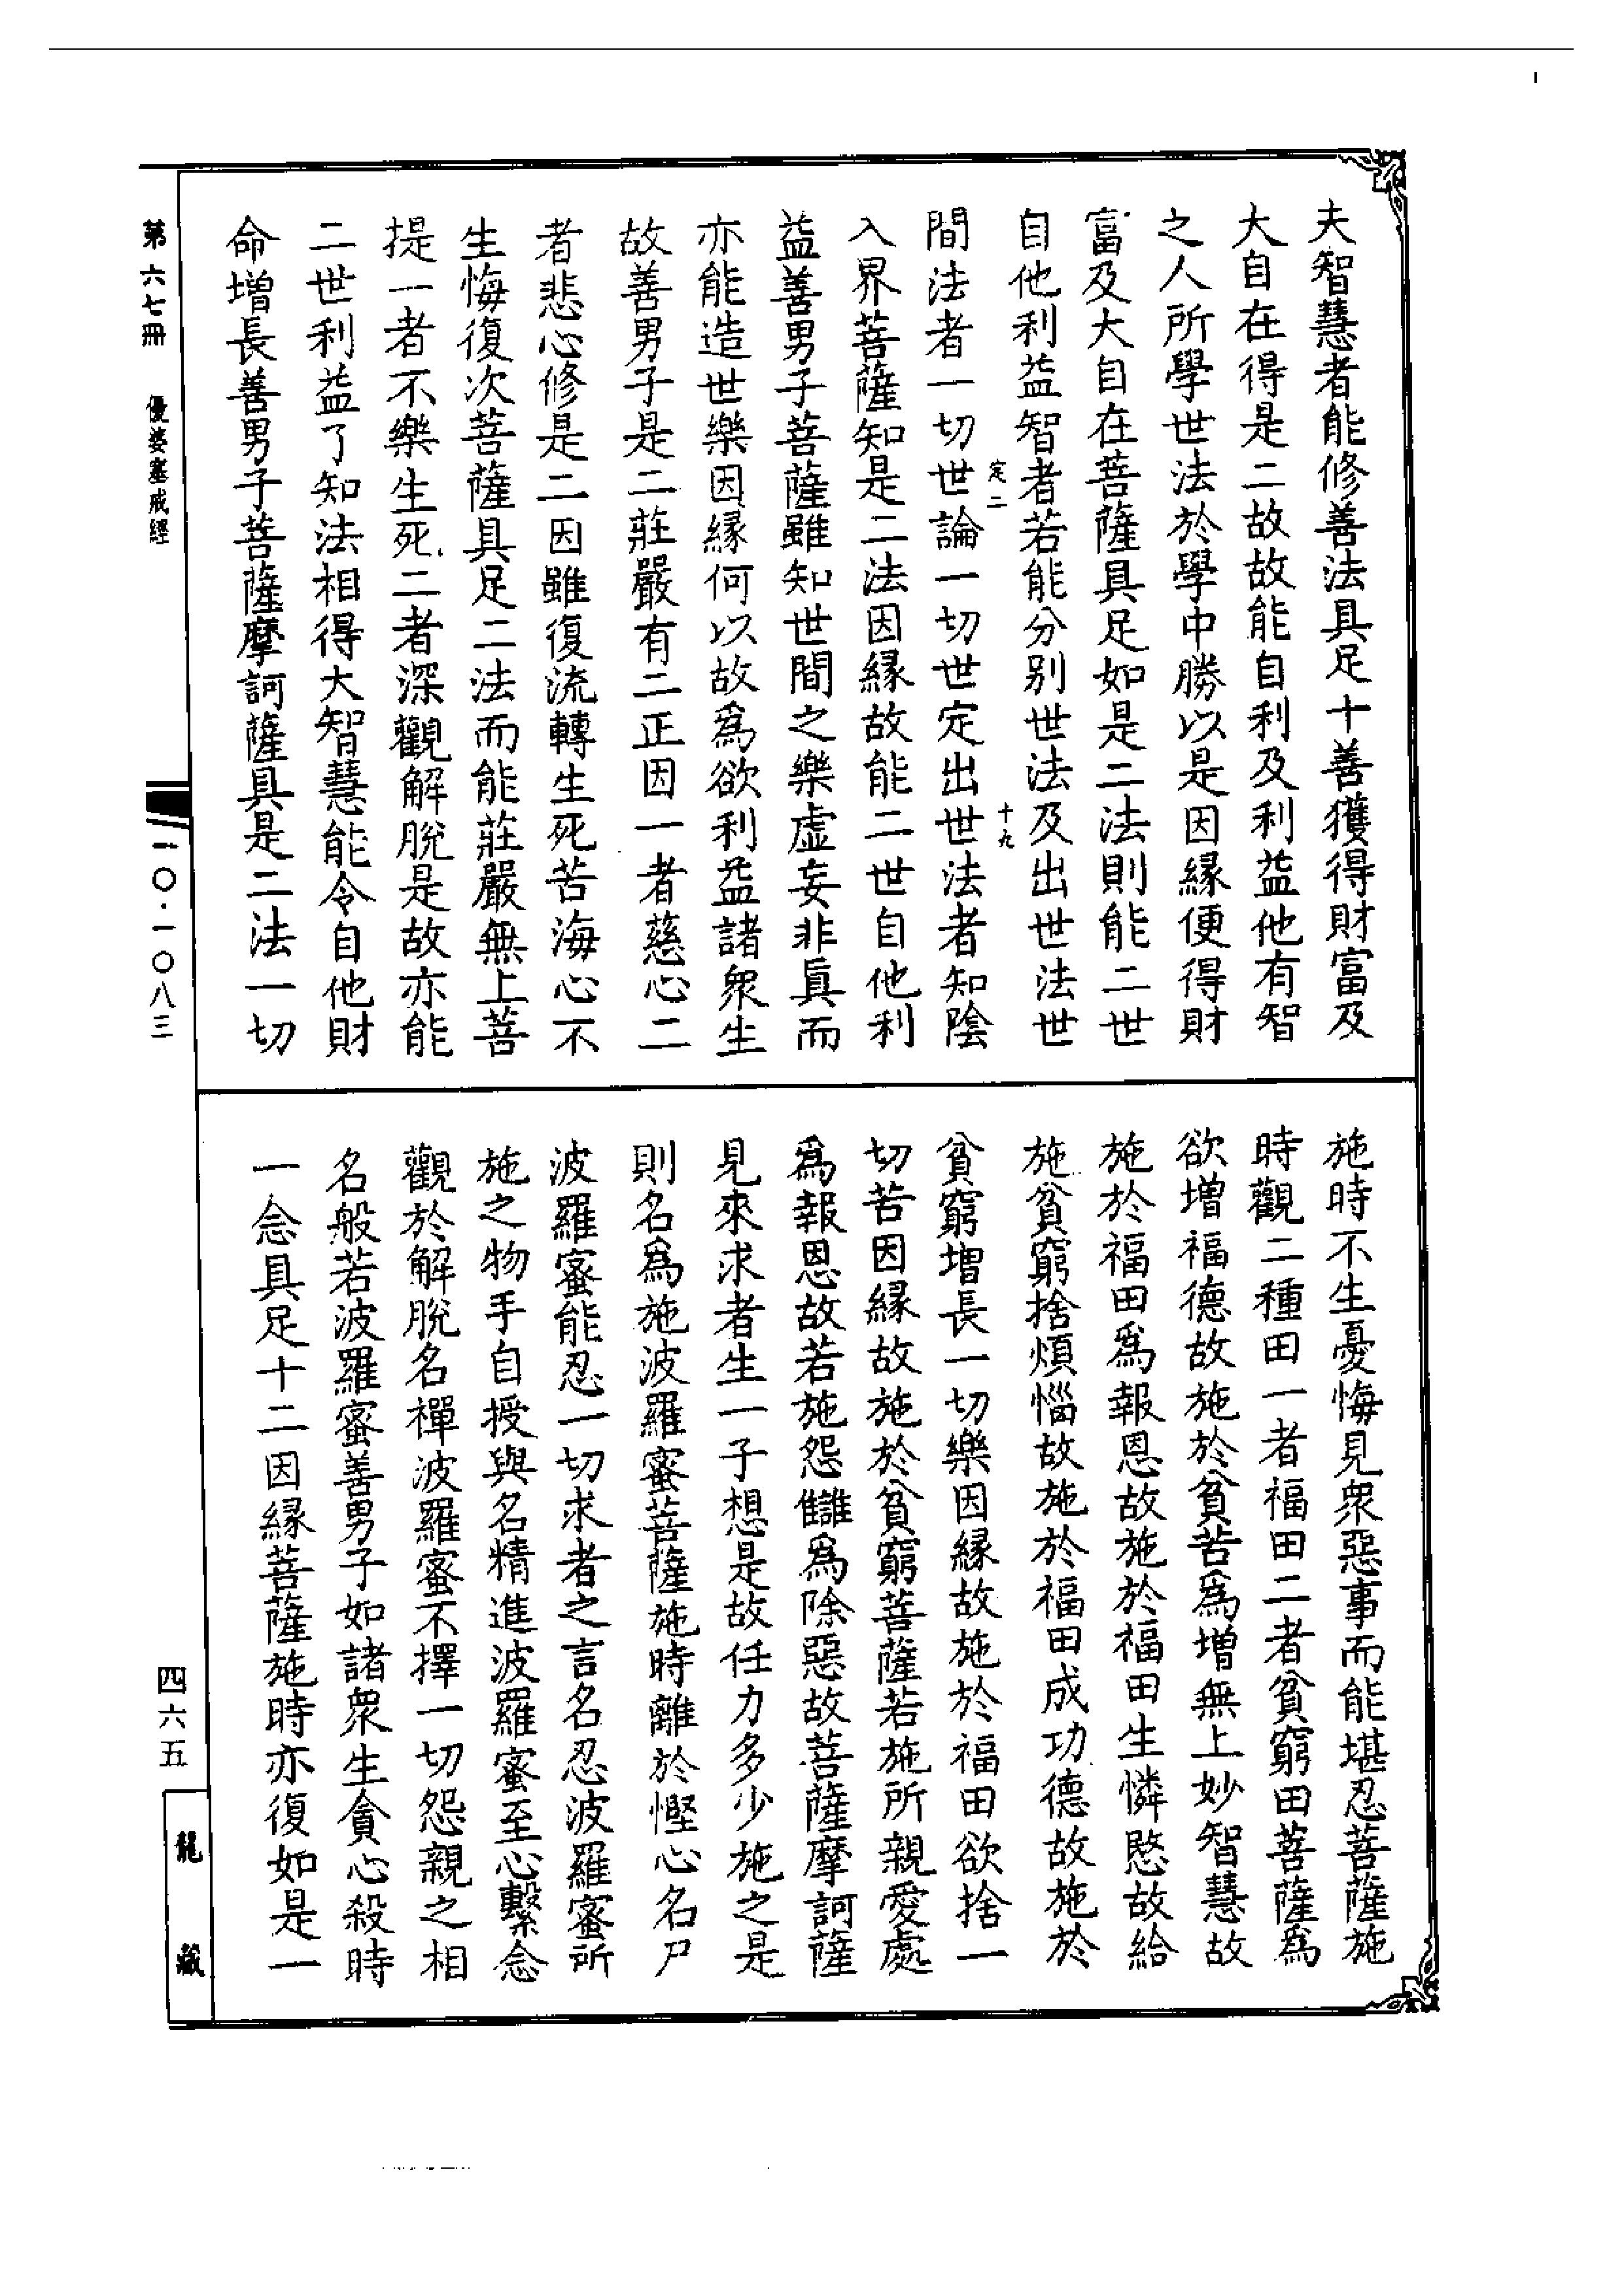 夫智慧者能修善法具足十善獲得財富及
大自在得是二故故能自利及利益他有智
之人所學世法於學中勝以是因緣便得財
富及大自在菩薩具足如是二法則能二世
自他利益智者若能分別世法及出世法世
定二
十九
間法者一切世論一切世定出世法者知陰
入界菩薩知是二法因緣故能二世自他利
益善男子菩薩雖知世間之樂虛妄非眞而
亦能造世樂因緣何以故爲欲利益諸衆生
故善男子是二莊嚴有二正因一者慈心二
者悲心修是二因雖復流轉生死苦海心不
生悔復次菩薩具足二法而能莊嚴無上菩
提一者不樂生死二者深觀解脫是故亦能
二世利益了知法相得大智慧能令自他財
命增長善男子菩薩摩訶薩具是二法一切
施時不生憂悔見衆惡事而能堪忍菩薩施
時觀二種田一者福田二者貧窮田菩薩爲
欲增福德故施於貧苦爲增無上妙智慧故
施於福田爲報恩故施於福田生憐愍故給
施貧窮捨煩惱故施於福田成功德故施於
貧窮增長一切樂因緣故施於福田欲捨一
切苦因緣故施於貧窮菩薩若施所親愛處
爲報恩故若施怨讎爲除惡故菩薩摩訶薩
見來求者生一子想是故任力多少施之是
則名爲施波羅蜜菩薩施時離於慳心名尸
波羅蜜能忍一切求者之言名忍波羅蜜所
施之物手自授與名精進波羅蜜至心繫念
觀於解脫名禪波羅蜜不擇一切怨親之相
名般若波羅蜜善男子如諸衆生貪心殺時
一念具足十二因緣菩薩施時亦復如是一
第六七冊 優婆塞戒經
一〇·一〇八三
四六五
龍藏